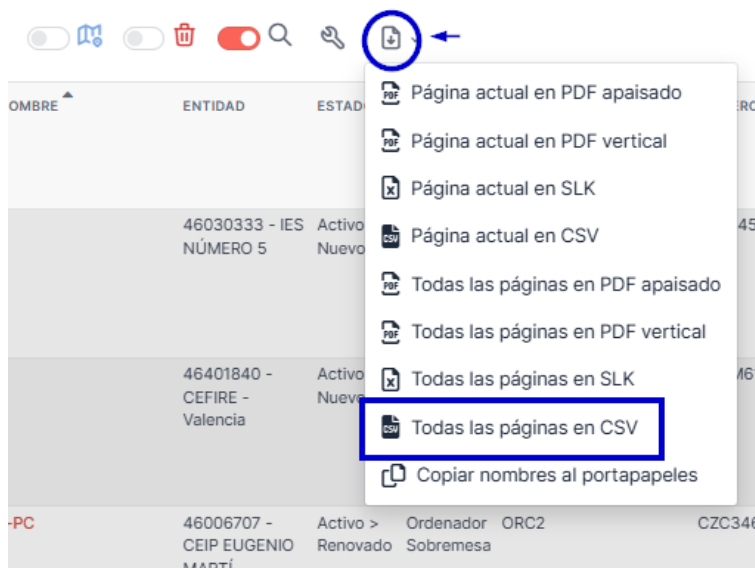 OMBRE ENTIDAD ESTAD
Página actual en PDF apaisado
Página actual en PDF vertical
Página actual en SLK
Página actual en CSV
Todas las páginas en PDF apaisado
Todas las páginas en PDF vertical
Todas las páginas en SLK
Todas las páginas en CSV
Copiar nombres al portapapeles
46030333 - IES Activo
NÚMERO 5 Nuevo
46401840 - Activo
CEFIRE - Nuevo
Valencia
-PC 46006707 - Activo > Ordenador ORC2 CZC346
CEIP EUGENIO Renovado Sobremesa
MARTÍ